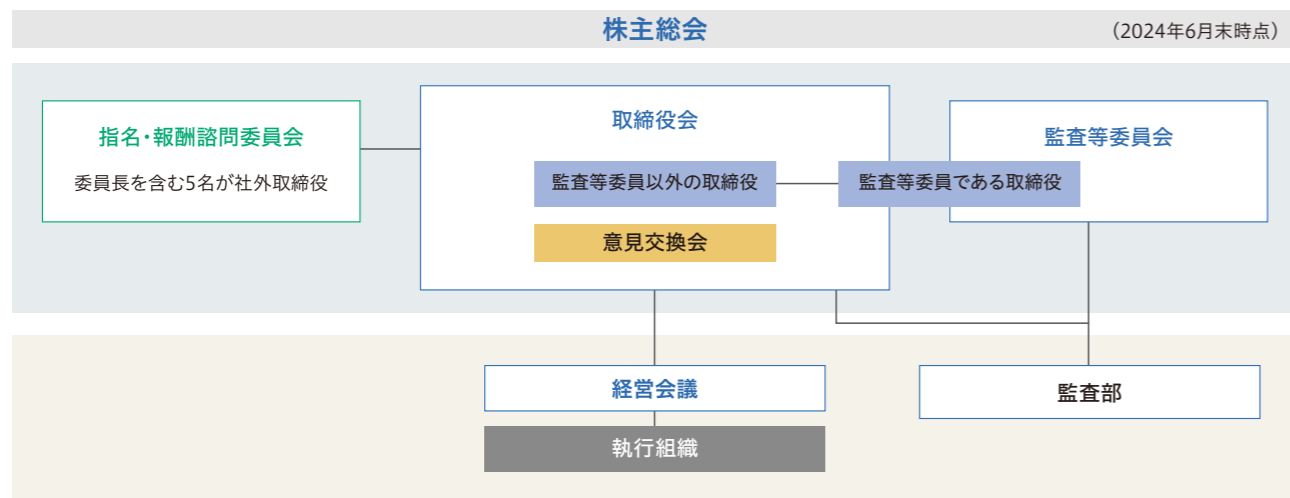 株主総会
（2024年6月末時点）
指名・報酬諮問委員会
委員長を含む5名が社外取締役
取締役会
監査等委員以外の取締役
意見交換会
監査等委員会
監査等委員である取締役
経営会議
執行組織
監査部